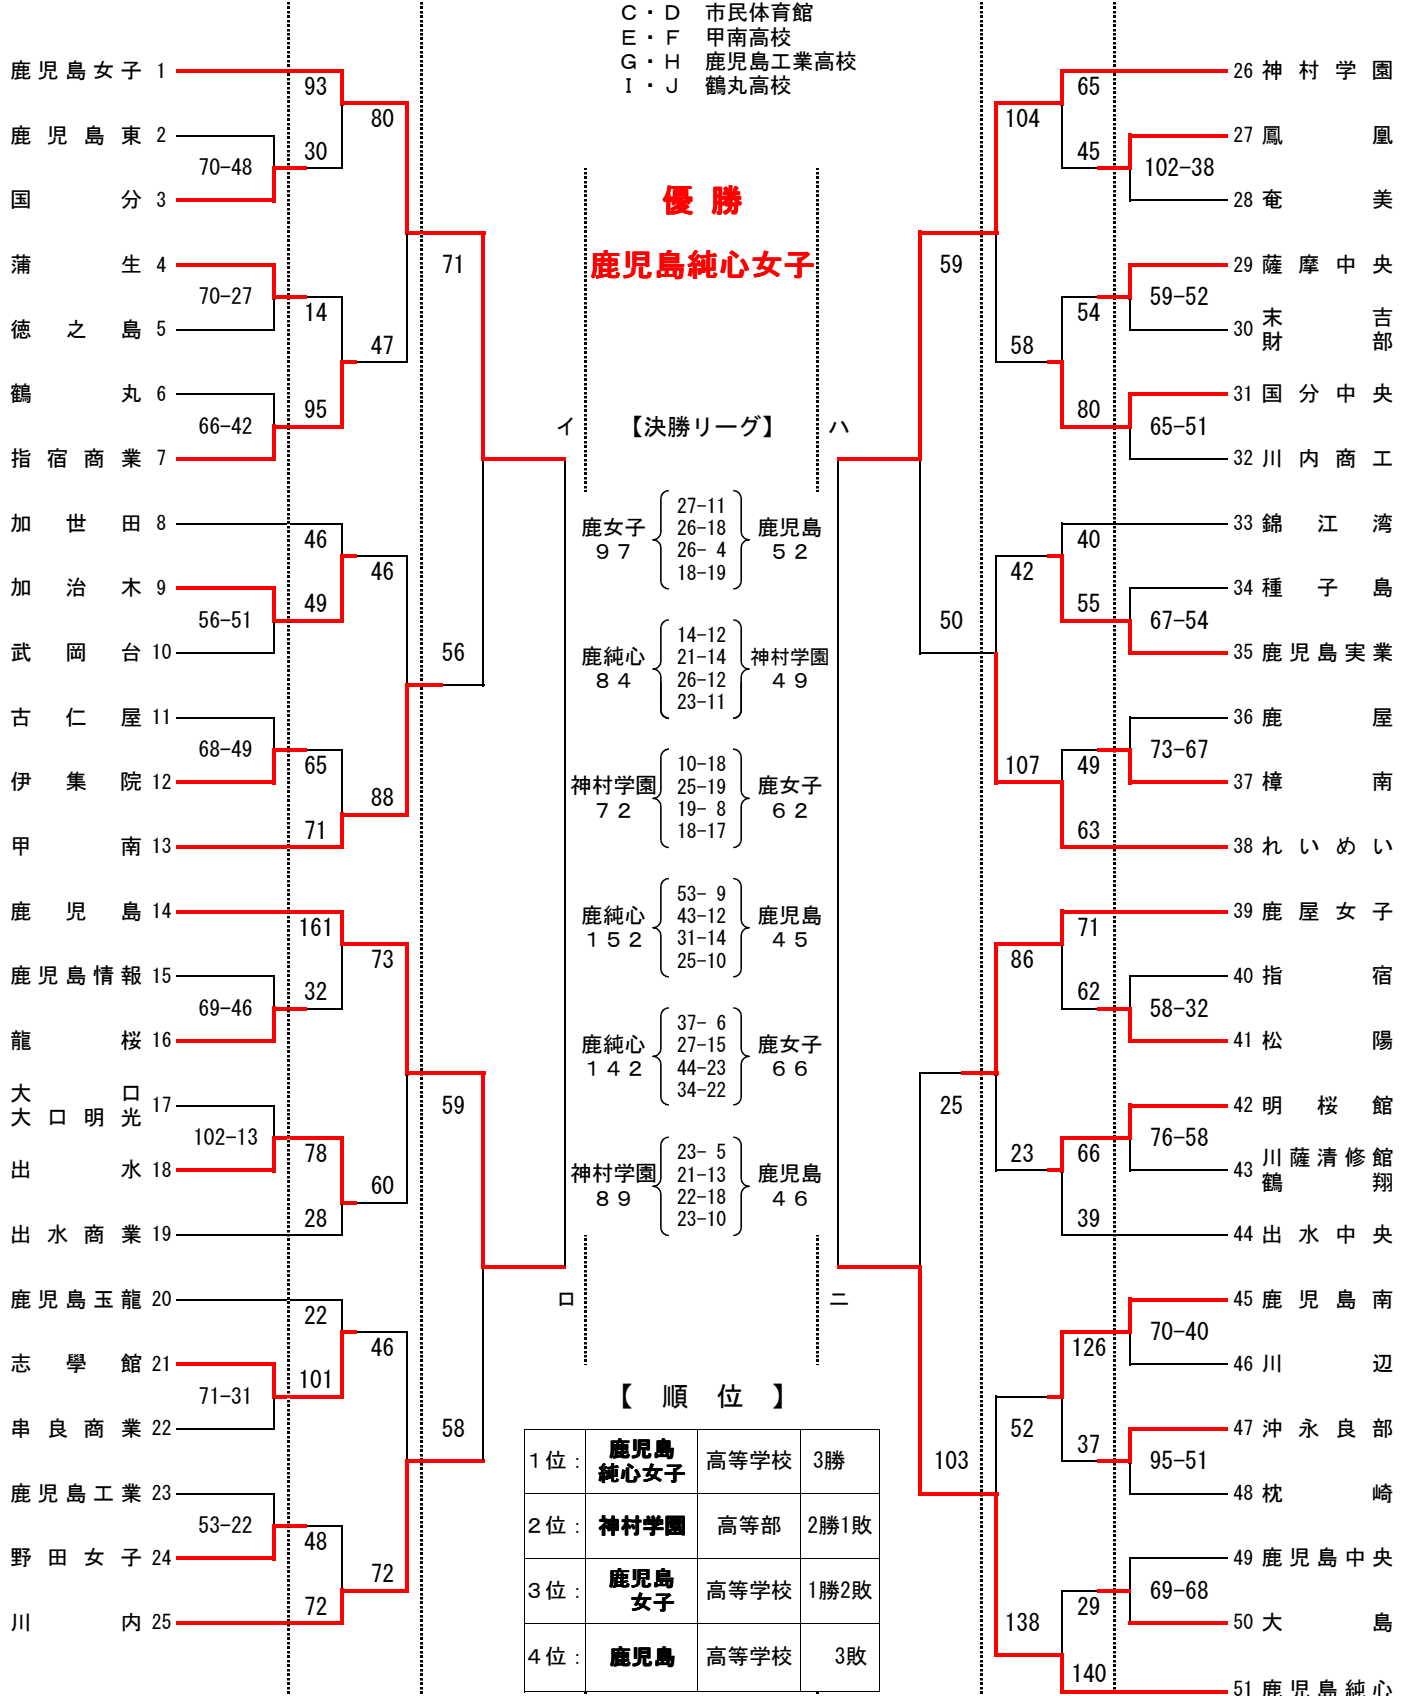 C・D 市民体育館
E・F 甲南高校
G・H 鹿児島工業高校
I・J 鶴丸高校
鹿児島女子 1
鹿児島東 2
国分 3
蒲生 4
徳之島 5
鶴丸 6
指宿商業 7
加世田 8
加治木 9
武岡台 10
古仁屋 11
伊集院 12
甲南 13
鹿児島 14
鹿児島情報 15
龍桜 16
大口
大口明光 17
出水 18
出水商業 19
鹿児島玉龍 20
志學館 21
串良商業 22
鹿児島工業 23
野田女子 24
川内 25
70-48
70-27
66-42
56-51
68-49
69-46
102-13
71-31
53-22
93
30
14
95
46
49
65
71
161
32
78
28
22
101
48
72
80
47
46
88
73
60
46
72
71
56
59
58
優勝
鹿児島純心女子
イ
【決勝リーグ】
ハ
鹿女子
97
27-11
26-18
26- 4
18-19
鹿児島
52
鹿純心
84
14-12
21-14
26-12
23-11
神村学園
49
神村学園
72
10-18
25-19
19- 8
18-17
鹿女子
62
鹿純心
152
53- 9
43-12
31-14
25-10
鹿児島
45
鹿純心
142
37- 6
27-15
44-23
34-22
鹿女子
66
神村学園
89
23- 5
21-13
22-18
23-10
鹿児島
46
ロ
ニ
【順位】
1位: 鹿児島純心女子 高等学校 3勝
2位: 神村学園 高等部 2勝1敗
3位: 鹿児島女子 高等学校 1勝2敗
4位: 鹿児島 高等学校 3敗
59
50
25
103
104
58
42
107
86
23
52
138
65
45
54
80
40
55
49
63
71
62
66
39
126
37
29
140
102-38
59-52
65-51
67-54
73-67
58-32
76-58
70-40
95-51
69-68
26 神村学園
27 鳳凰
28 奄美
29 薩摩中央
30 末吉
財部
31 国分中央
32 川内商工
33 錦江湾
34 種子島
35 鹿児島実業
36 鹿屋
37 樟南
38 れいめい
39 鹿屋女子
40 指宿
41 松陽
42 明桜館
43 川薩清修館
鶴翔
44 出水中央
45 鹿児島南
46 川辺
47 沖永良部
48 枕崎
49 鹿児島中央
50 大島
51 鹿児島純心